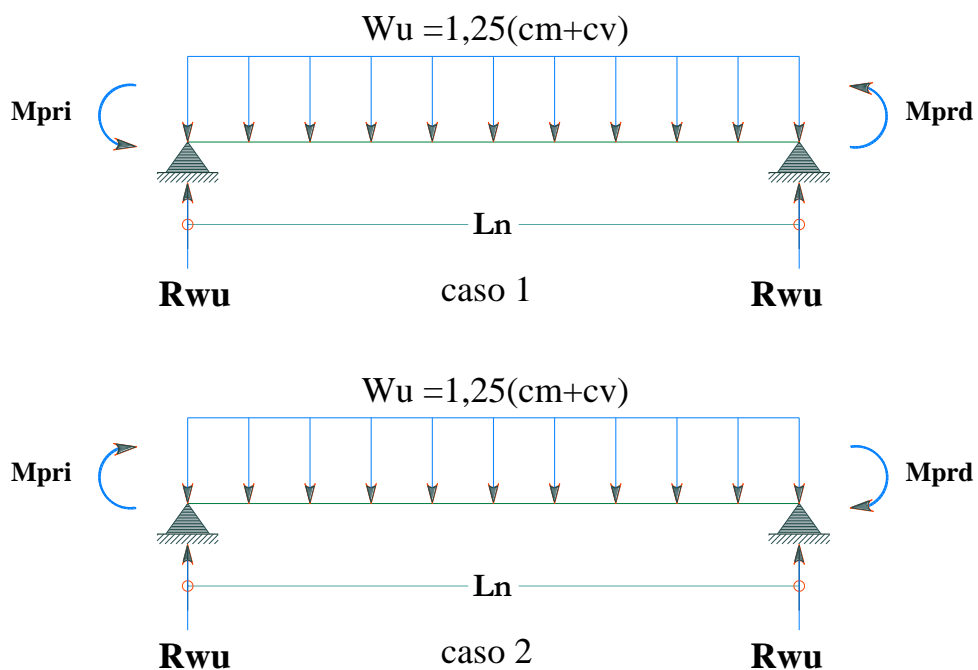 Wu =1,25(cm+cv)
Mpri
Mprd
Ln
Rwu
caso 1
Rwu
Wu =1,25(cm+cv)
Mpri
Mprd
Ln
Rwu
caso 2
Rwu